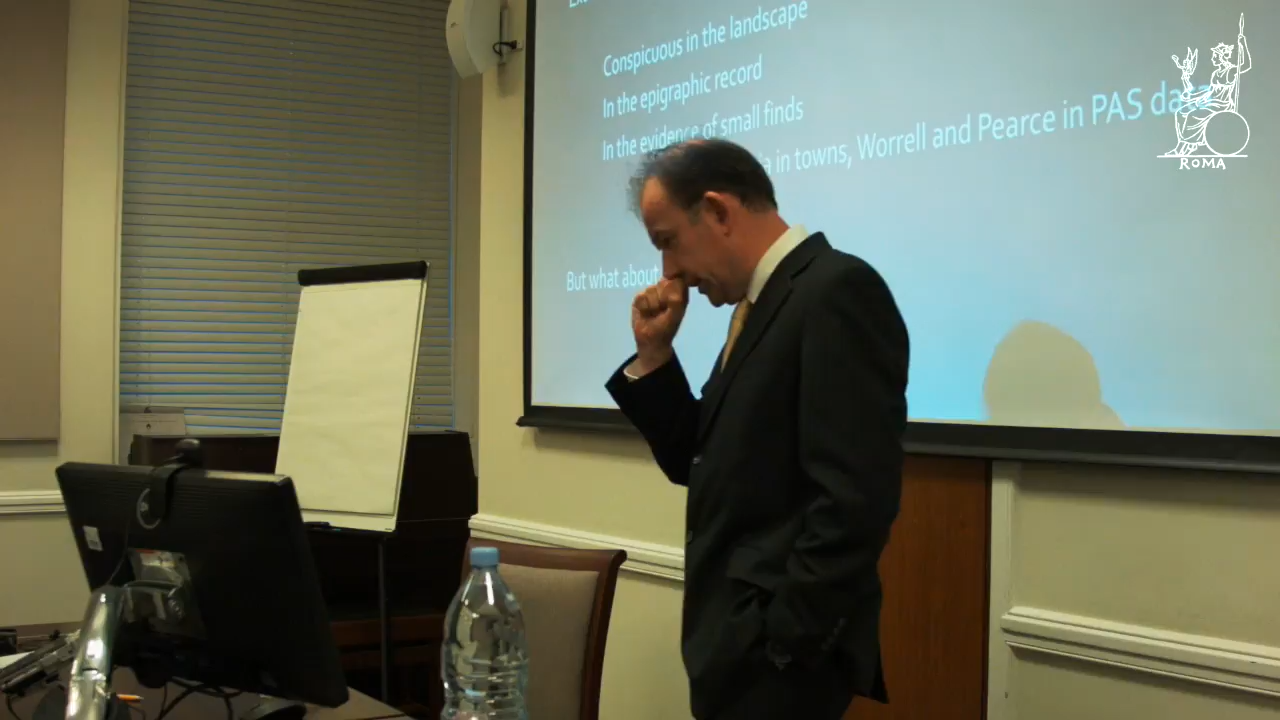 Conspicuous in the landscape
In the epigraphic record
In the evidence of small finds
in towns, Worrell and Pearce in PAS data
But what about
ROMA